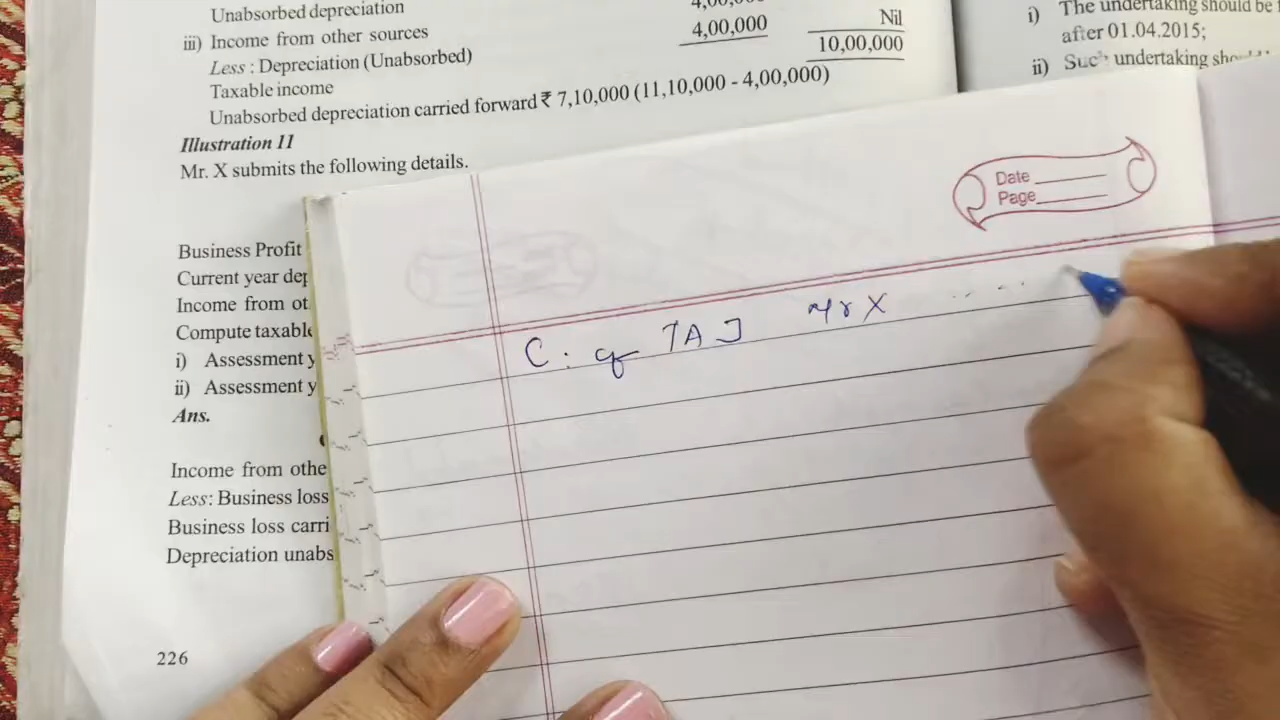 Unabsorbed depreciation
iii) Income from other sources 4,00,000 Nil
Less : Depreciation (Unabsorbed) 10,00,000
Taxable income
Unabsorbed depreciation carried forward ₹ 7,10,000 (11,10,000 - 4,00,000)
Illustration 11
Mr. X submits the following details.
Business Profit
Current year dep
Income from ot
Compute taxable
i) Assessment y
ii) Assessment y
Ans.
Income from othe
Less: Business loss
Business loss carri
Depreciation unabs
226
i) The undertaking should be
after 01.04.2015;
ii) Such undertaking
Date
Page
C. of TAI Mr X